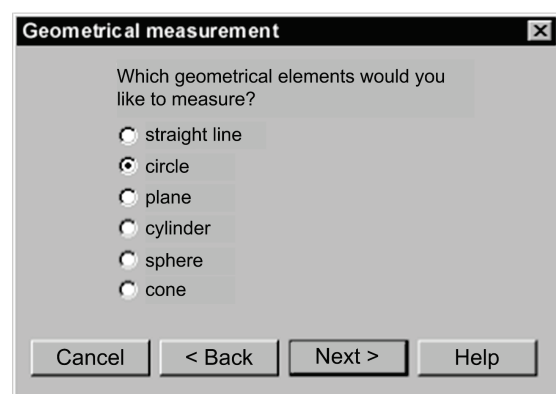 Geometrical measurement
Which geometrical elements would you
like to measure?
straight line
circle
plane
cylinder
sphere
cone
Cancel
< Back
Next >
Help